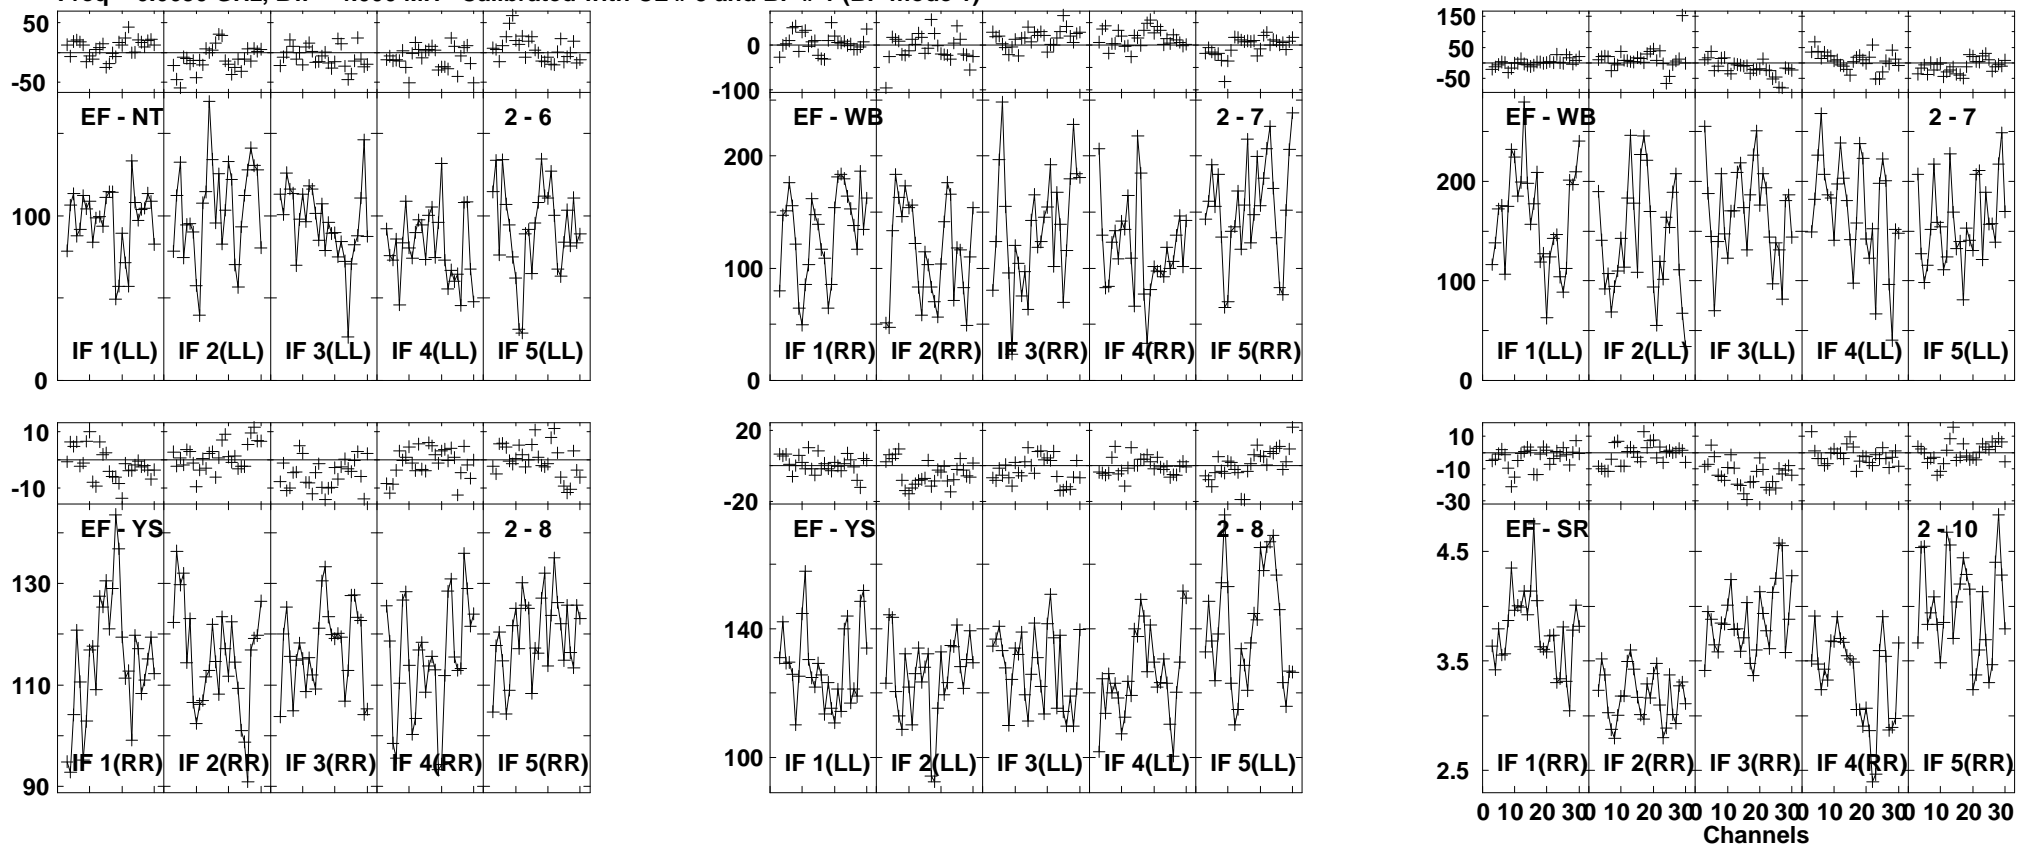 50
-50
EF - NT
2 - 6
100
0
IF 1(LL) IF 2(LL) IF 3(LL) IF 4(LL) IF 5(LL)
0
-100
EF - WB
2 - 7
200
100
0
IF 1(RR) IF 2(RR) IF 3(RR) IF 4(RR) IF 5(RR)
150
50
-50
EF - WB
2 - 7
200
100
0
IF 1(LL) IF 2(LL) IF 3(LL) IF 4(LL) IF 5(LL)
10
-10
EF - YS
2 - 8
130
110
90
IF 1(RR) IF 2(RR) IF 3(RR) IF 4(RR) IF 5(RR)
20
-20
EF - YS
2 - 8
140
100
IF 1(LL) IF 2(LL) IF 3(LL) IF 4(LL) IF 5(LL)
10
-10
-30
EF - SR
2 - 10
4.5
3.5
2.5
IF 1(RR) IF 2(RR) IF 3(RR) IF 4(RR) IF 5(RR)
0 10 20 30 0 10 20 30 0 10 20 30 0 10 20 30 0 10 20 30
Channels